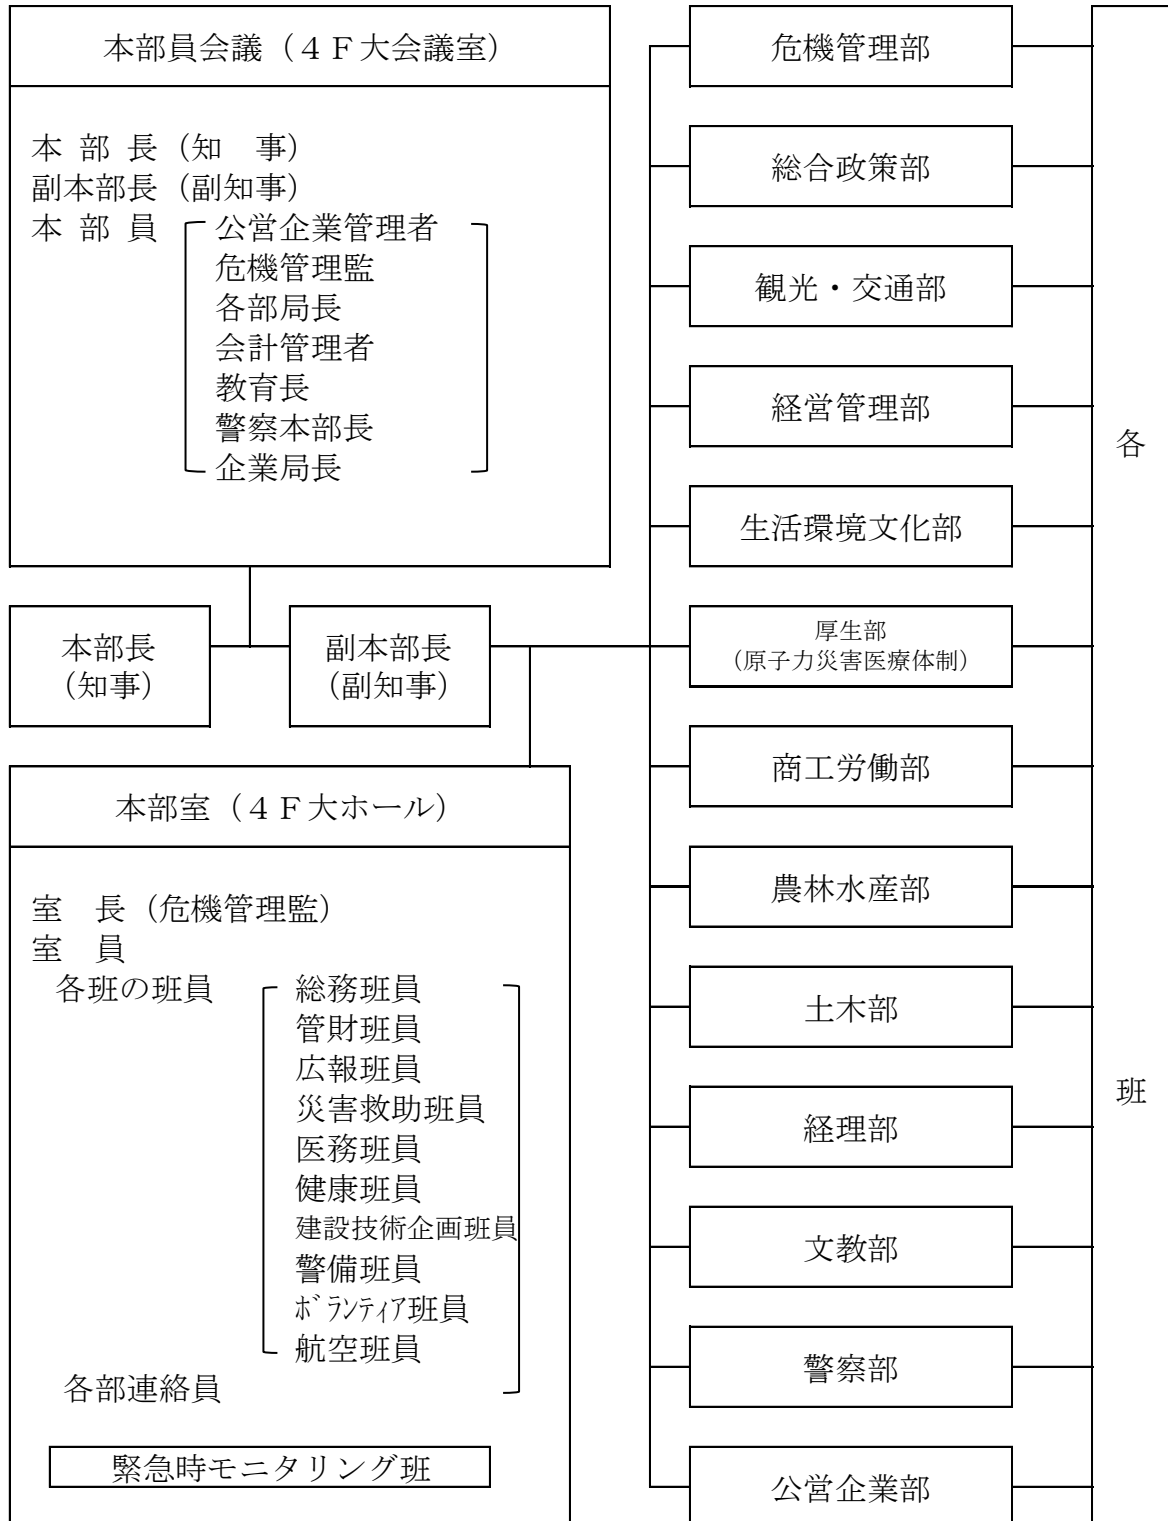 本部員会議（４Ｆ大会議室）
本 部 長（知　事）
副本部長（副知事）
本 部 員　公営企業管理者
危機管理監
各部局長
会計管理者
教育長
警察本部長
企業局長
本部長
（知事）
副本部長
（副知事）
本部室（４Ｆ大ホール）
室　長（危機管理監）
室　員
各班の班員　総務班員
管財班員
広報班員
災害救助班員
医務班員
健康班員
建設技術企画班員
警備班員
ﾎﾞﾗﾝﾃｨｱ班員
航空班員
各部連絡員
緊急時モニタリング班
危機管理部
総合政策部
観光・交通部
経営管理部
生活環境文化部
厚生部
（原子力災害医療体制）
商工労働部
農林水産部
土木部
経理部
文教部
警察部
公営企業部
各
班